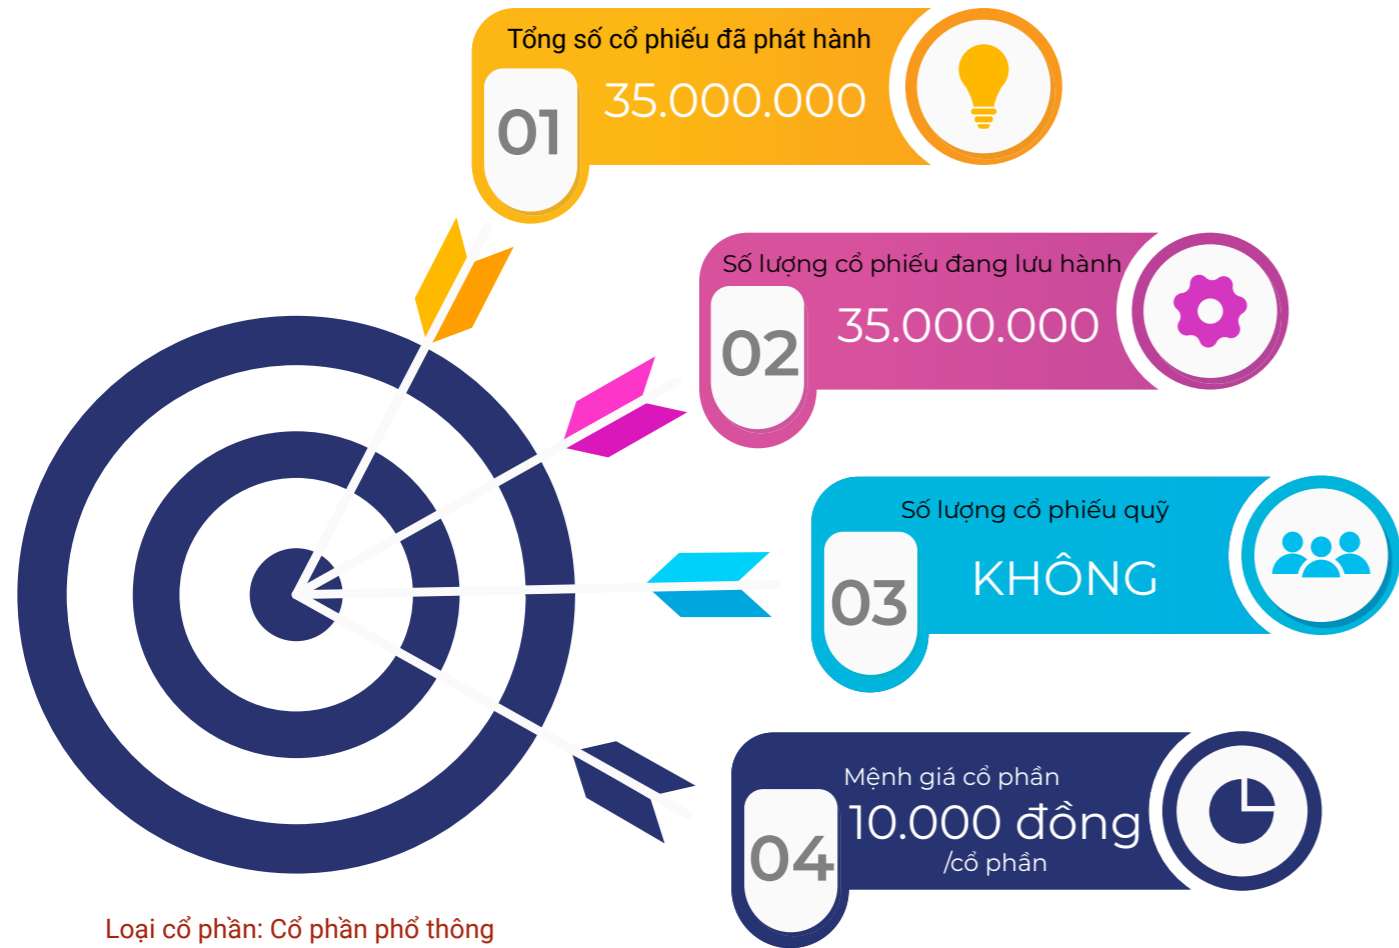 Tổng số cổ phiếu đã phát hành
01
35.000.000
Số lượng cổ phiếu đang lưu hành
02
35.000.000
Số lượng cổ phiếu quỹ
03
KHÔNG
Mệnh giá cổ phần
04
10.000 đồng
/cổ phần
Loại cổ phần: Cổ phần phổ thông